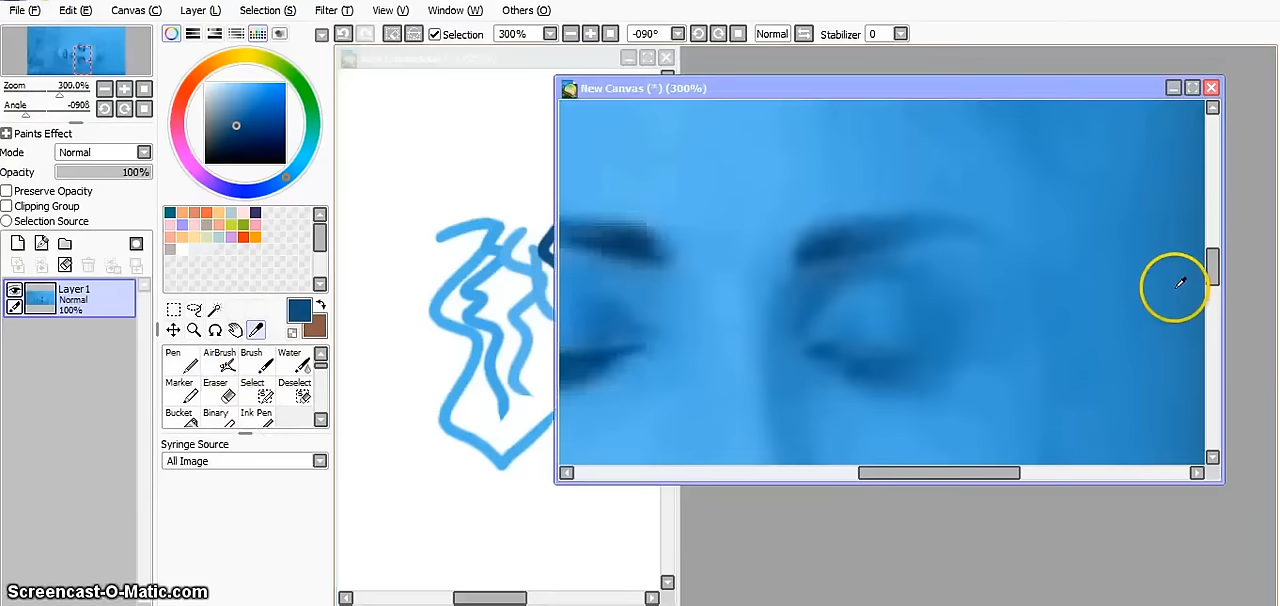 File (F) Edit (E) Canvas (C) Layer (L) Selection (S) Filter (T) View (V) Window (W) Others (O)
Selection 300% -090° Normal Stabilizer 0
Zoom 300.0%
Angle -090§
Paints Effect
Mode Normal
Opacity 100%
Preserve Opacity
Clipping Group
Selection Source
Layer1
Normal
100%
New Canvas (*) (300%)
Pen AirBrush Brush Water
Marker Eraser Select Deselect
Bucket Binary Ink Pen
Syringe Source
All Image
Screencast-O-Matic.com